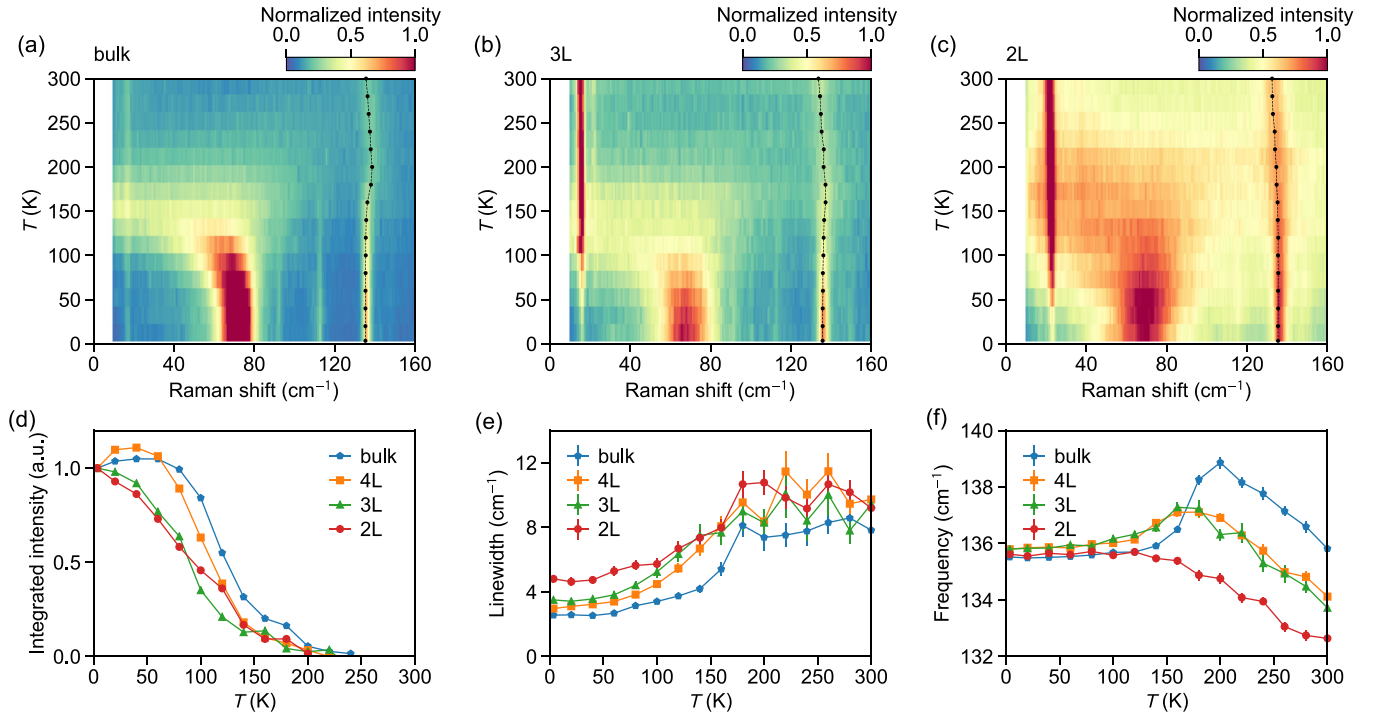 Normalized intensity
Normalized intensity
Normalized intensity
(a) bulk 0.0 0.5 1.0
(b) 3L 0.0 0.5 1.0
(c) 2L 0.0 0.5 1.0
300
250
200
150
100
50
0
T (K)
0 40 80 120 160
Raman shift (cm⁻¹)
300
250
200
150
100
50
0
T (K)
0 40 80 120 160
Raman shift (cm⁻¹)
300
250
200
150
100
50
0
T (K)
0 40 80 120 160
Raman shift (cm⁻¹)
(d)
Integrated intensity (a.u.)
1.0
0.5
0.0
bulk
4L
3L
2L
0 50 100 150 200 250 300
T (K)
(e)
Linewidth (cm⁻¹)
12
8
4
0
bulk
4L
3L
2L
0 50 100 150 200 250 300
T (K)
(f)
Frequency (cm⁻¹)
140
138
136
134
132
bulk
4L
3L
2L
0 50 100 150 200 250 300
T (K)